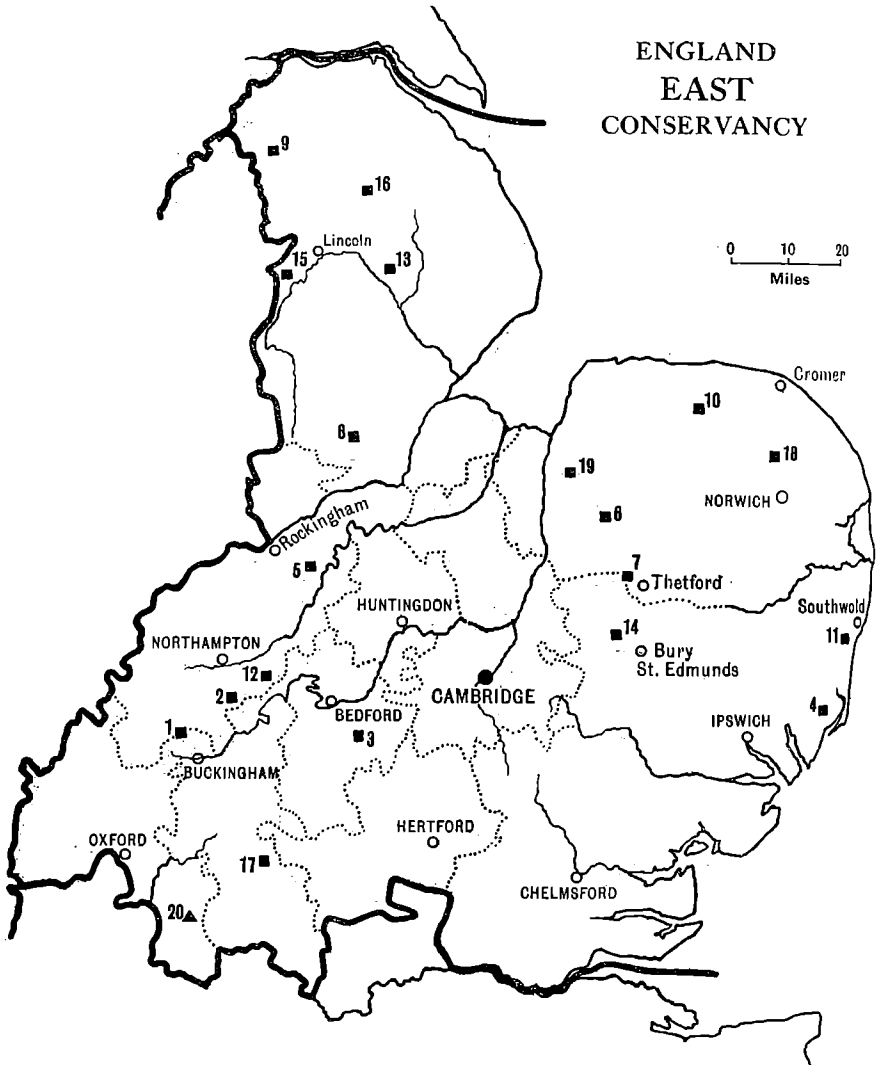 ENGLAND
EAST
CONSERVANCY
9
16
Lincoln
15
13
0 10 20
Miles
Cromer
10
8
18
19
NORWICH
6
Rockingham
5
7
Thetford
HUNTINGDON
Southwold
14
11
NORTHAMPTON
Bury
St. Edmunds
12
CAMBRIDGE
2
BEDFORD
4
1
3
IPSWICH
BUCKINGHAM
HERTFORD
OXFORD
17
CHELMSFORD
20